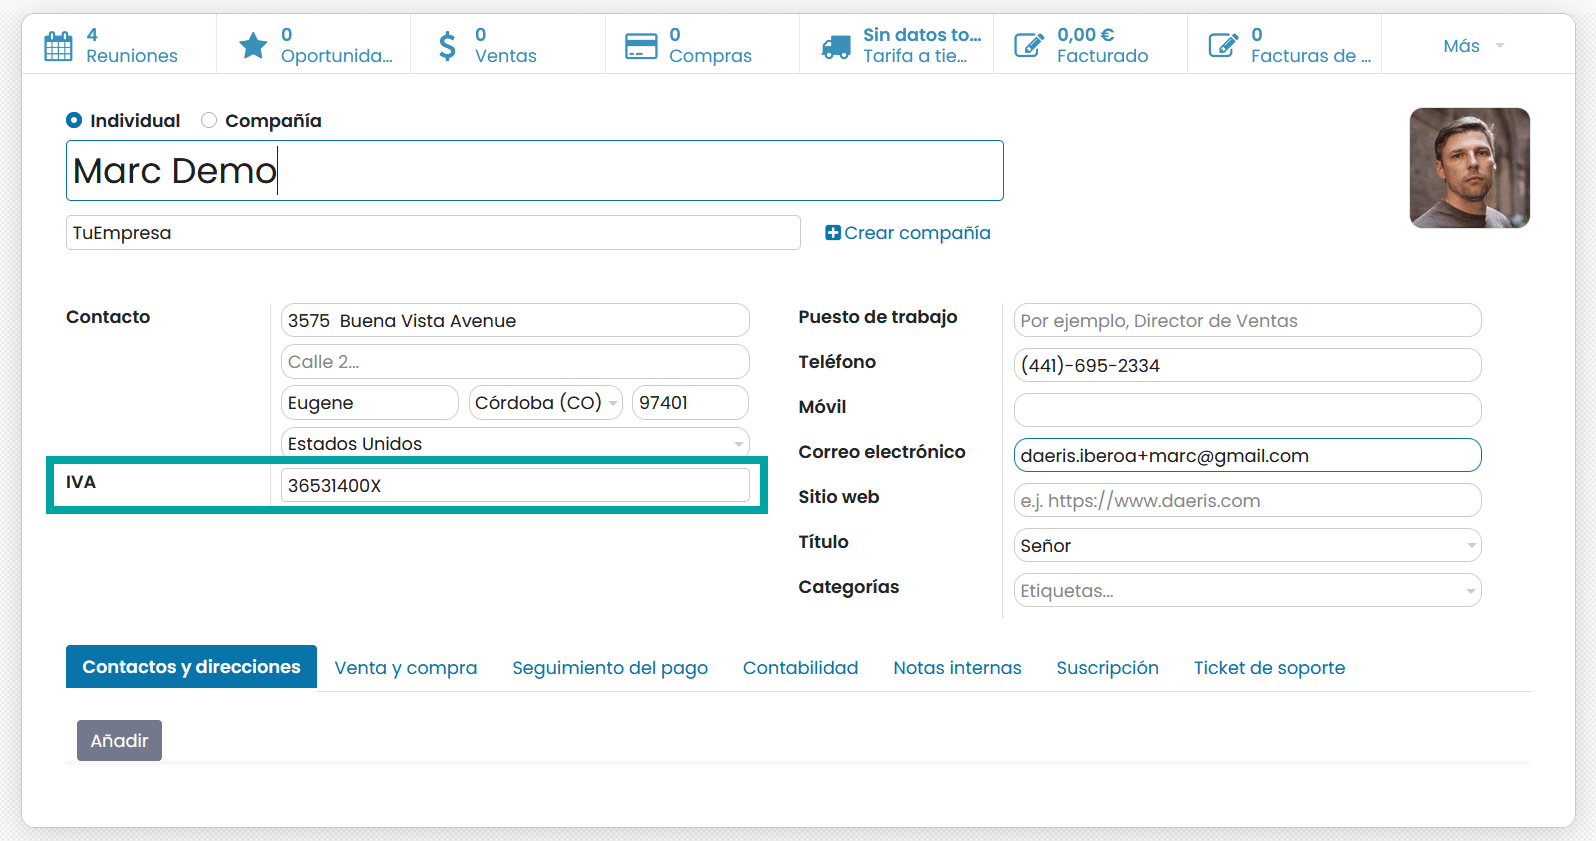 4 Reuniones
0 Oportunida...
0 Ventas
0 Compras
Sin datos to... Tarifa a tie...
0,00 € Facturado
0 Facturas de ...
Más
Individual Compañía
Marc Demo
TuEmpresa Crear compañía
Contacto
3575  Buena Vista Avenue
Calle 2...
Eugene Córdoba (CO) 97401
Estados Unidos
IVA 36531400X
Puesto de trabajo Por ejemplo, Director de Ventas
Teléfono (441)-695-2334
Móvil
Correo electrónico daeris.iberoa+marc@gmail.com
Sitio web e.j. https://www.daeris.com
Título Señor
Categorías Etiquetas...
Contactos y direcciones Venta y compra Seguimiento del pago Contabilidad Notas internas Suscripción Ticket de soporte
Añadir